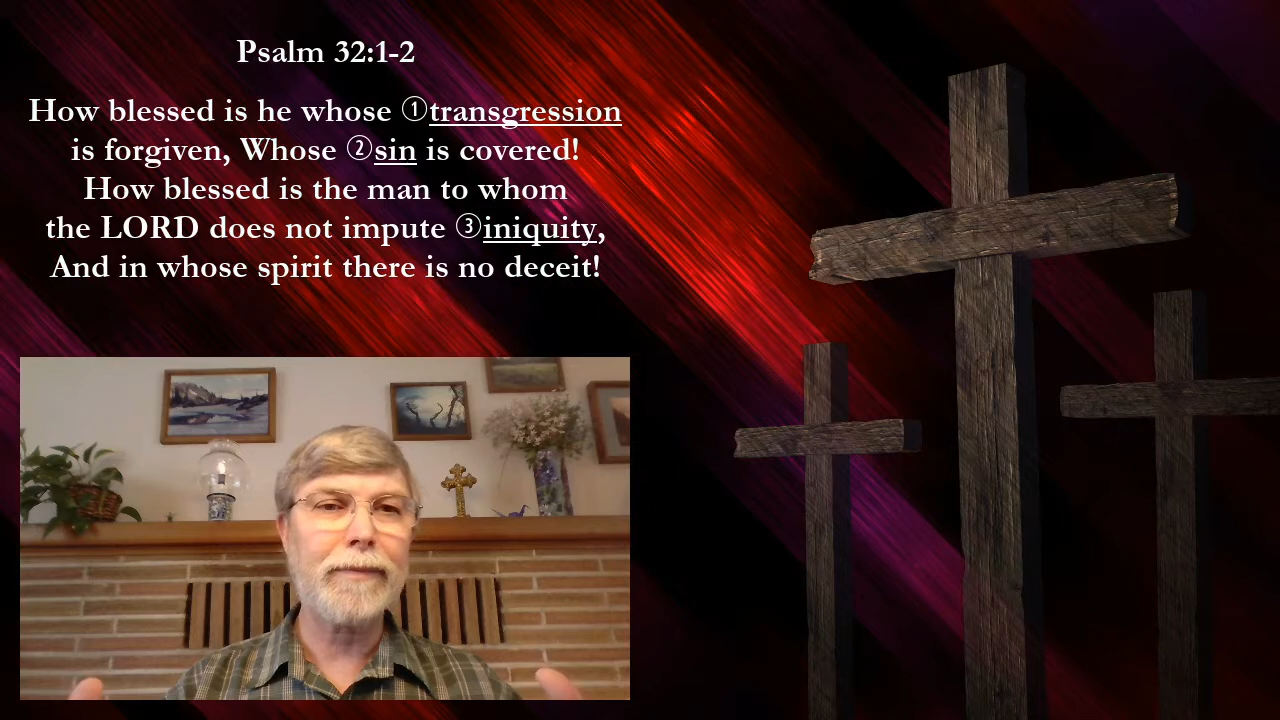 Psalm 32:1-2
How blessed is he whose ①transgression
is forgiven, Whose ②sin is covered!
How blessed is the man to whom
the LORD does not impute ③iniquity,
And in whose spirit there is no deceit!